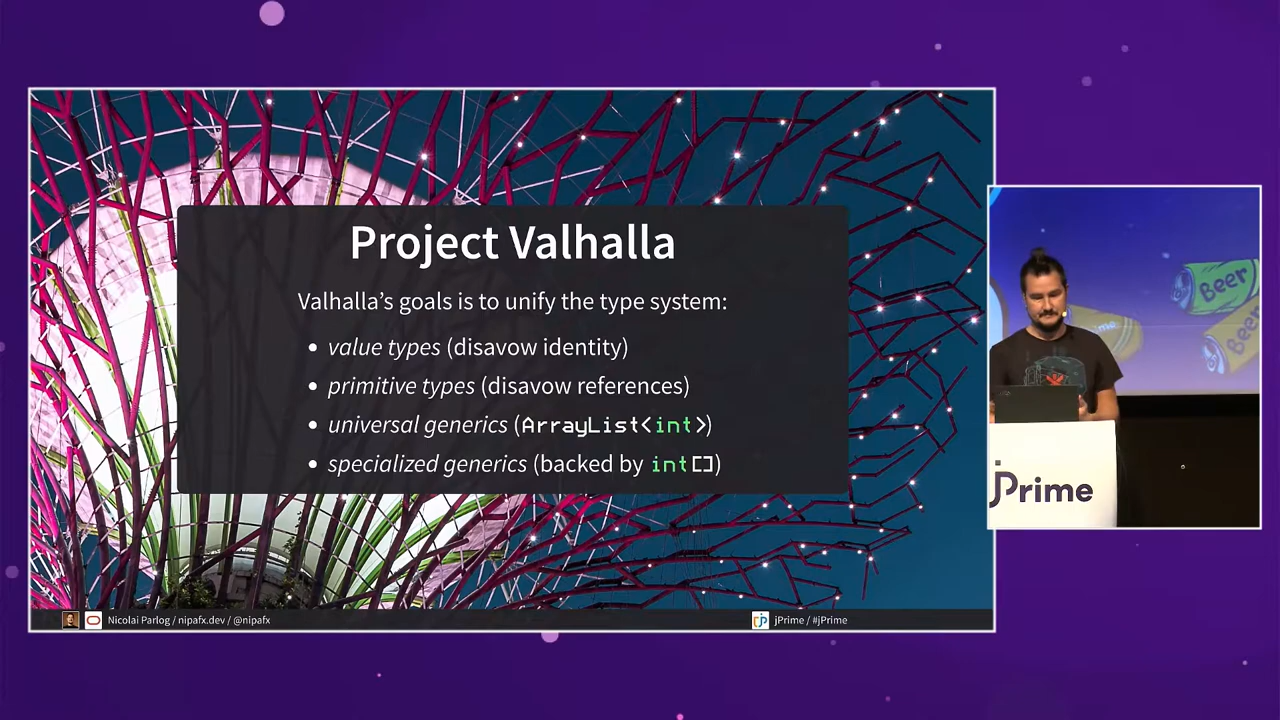 Project Valhalla
Valhalla's goals is to unify the type system:
• value types (disavow identity)
• primitive types (disavow references)
• universal generics (ArrayList<int>)
• specialized generics (backed by int[])
Nicolai Parlog / nipafx.dev / @nipafx
jPrime / #jPrime
Beer
Beer
jPrime